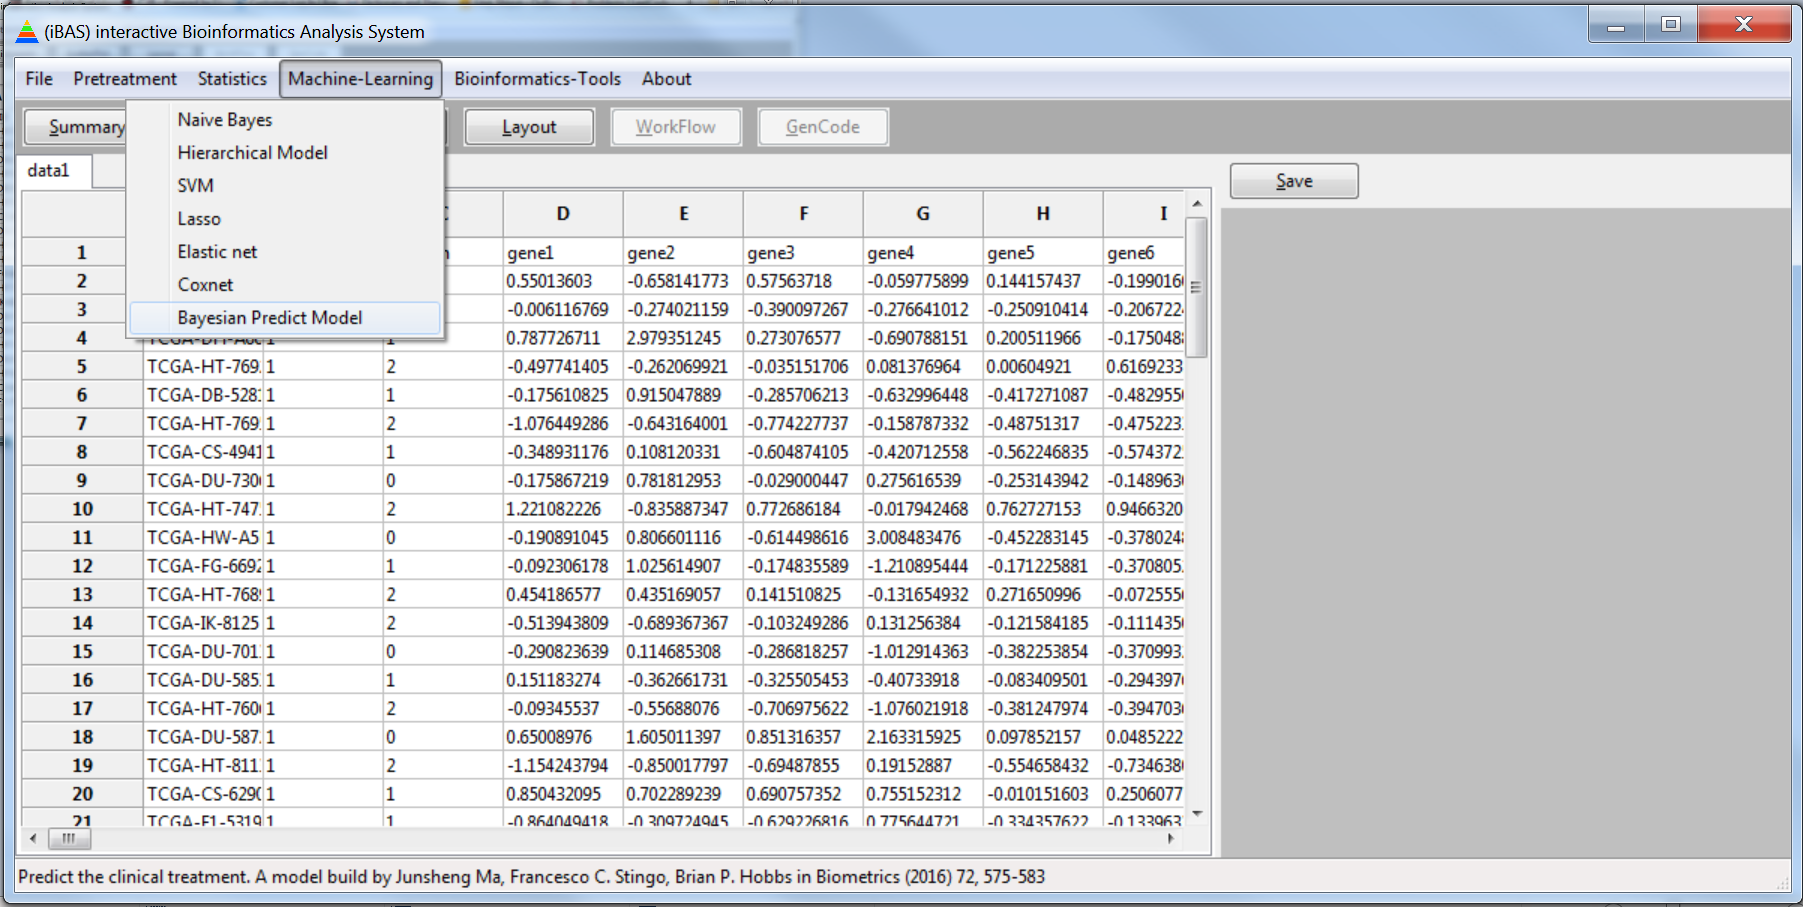 (iBAS) interactive Bioinformatics Analysis System
File Pretreatment Statistics Machine-Learning Bioinformatics-Tools About
Summary Layout WorkFlow GenCode
Naive Bayes
Hierarchical Model
SVM
Lasso
Elastic net
Coxnet
Bayesian Predict Model
data1 Save
D E F G H I
1 gene1 gene2 gene3 gene4 gene5 gene6
2 0.55013603 -0.658141773 0.57563718 -0.059775899 0.144157437 -0.199016
3 -0.006116769 -0.274021159 -0.390097267 -0.276641012 -0.250910414 -0.206722
4 0.787726711 2.979351245 0.273076577 -0.690788151 0.200511966 -0.175048
5 TCGA-HT-769 1 2 -0.497741405 -0.262069921 -0.035151706 0.081376964 0.00604921 0.6169233
6 TCGA-DB-528 1 1 -0.175610825 0.915047889 -0.285706213 -0.632996448 -0.417271087 -0.482955
7 TCGA-HT-769 1 2 -1.076449286 -0.643164001 -0.774227737 -0.158787332 -0.48751317 -0.475223
8 TCGA-CS-4941 1 1 -0.348931176 0.108120331 -0.604874105 -0.420712558 -0.562246835 -0.574372
9 TCGA-DU-730 1 0 -0.175867219 0.781812953 -0.029000447 0.275616539 -0.253143942 -0.148963
10 TCGA-HT-747 1 2 1.221082226 -0.835887347 0.772686184 -0.017942468 0.762727153 0.9466320
11 TCGA-HW-A5 1 0 -0.190891045 0.806601116 -0.614498616 3.008483476 -0.452283145 -0.378024
12 TCGA-FG-669 1 1 -0.092306178 1.025614907 -0.174835589 -1.210895444 -0.171225881 -0.370805
13 TCGA-HT-768 1 2 0.454186577 0.435169057 0.141510825 -0.131654932 0.271650996 -0.072555
14 TCGA-IK-8125 1 2 -0.513943809 -0.689367367 -0.103249286 0.131256384 -0.121584185 -0.111435
15 TCGA-DU-701 1 0 -0.290823639 0.114685308 -0.286818257 -1.012914363 -0.382253854 -0.370993
16 TCGA-DU-585 1 1 0.151183274 -0.362661731 -0.325505453 -0.40733918 -0.083409501 -0.294397
17 TCGA-HT-760 1 2 -0.09345537 -0.55688076 -0.706975622 -1.076021918 -0.381247974 -0.394703
18 TCGA-DU-587 1 0 0.65008976 1.605011397 0.851316357 2.163315925 0.097852157 0.0485222
19 TCGA-HT-811 1 2 -1.154243794 -0.850017797 -0.69487855 0.19152887 -0.554658432 -0.734638
20 TCGA-CS-629 1 1 0.850432095 0.702289239 0.690757352 0.755152312 -0.010151603 0.2506077
21 1 1 -0.864049418 -0.309724945 -0.629226816 0.775644721 -0.334357622 -0.133963
Predict the clinical treatment. A model build by Junsheng Ma, Francesco C. Stingo, Brian P. Hobbs in Biometrics (2016) 72, 575-583